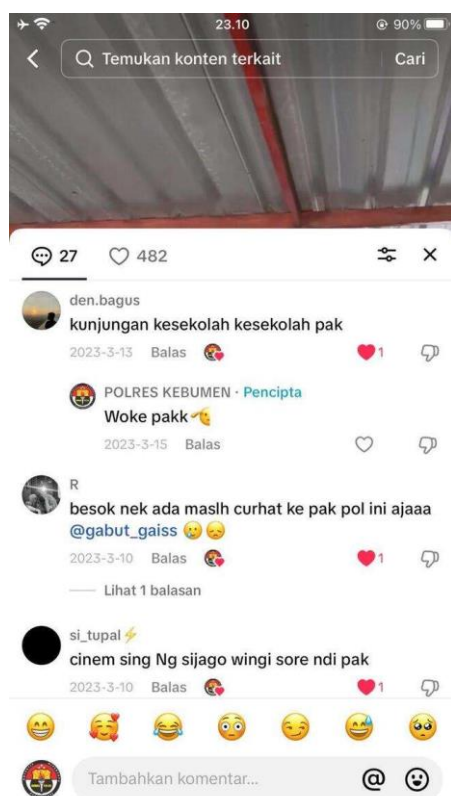 23.10
90%
Temukan konten terkait
Cari
27
482
den.bagus
kunjungan kesekolah kesekolah pak
2023-3-13 Balas
1
POLRES KEBUMEN · Pencipta
Woke pakk
2023-3-15 Balas
R
besok nek ada maslh curhat ke pak pol ini ajaaa
@gabut_gaiss
2023-3-10 Balas
1
Lihat 1 balasan
si_tupal
cinem sing Ng sijago wingi sore ndi pak
2023-3-10 Balas
1
Tambahkan komentar...
@